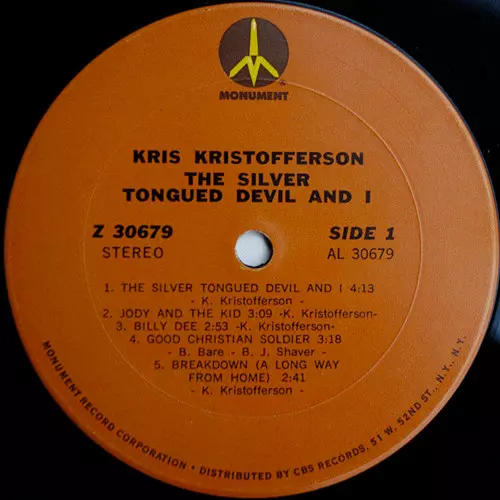 MONUMENT
KRIS KRISTOFFERSON
THE SILVER
TONGUED DEVIL AND I
Z 30679
STEREO
SIDE 1
AL 30679
1. THE SILVER TONGUED DEVIL AND I 4:13
- K. Kristofferson -
2. JODY AND THE KID 3:09 -K. Kristofferson-
3. BILLY DEE 2:53 -K. Kristofferson-
4. GOOD CHRISTIAN SOLDIER 3:18
- B. Bare - B. J. Shaver -
5. BREAKDOWN (A LONG WAY
FROM HOME) 2:41
- K. Kristofferson -
MONUMENT RECORD CORPORATION • DISTRIBUTED BY CBS RECORDS, 51 W. 52ND ST., N.Y., N.Y.